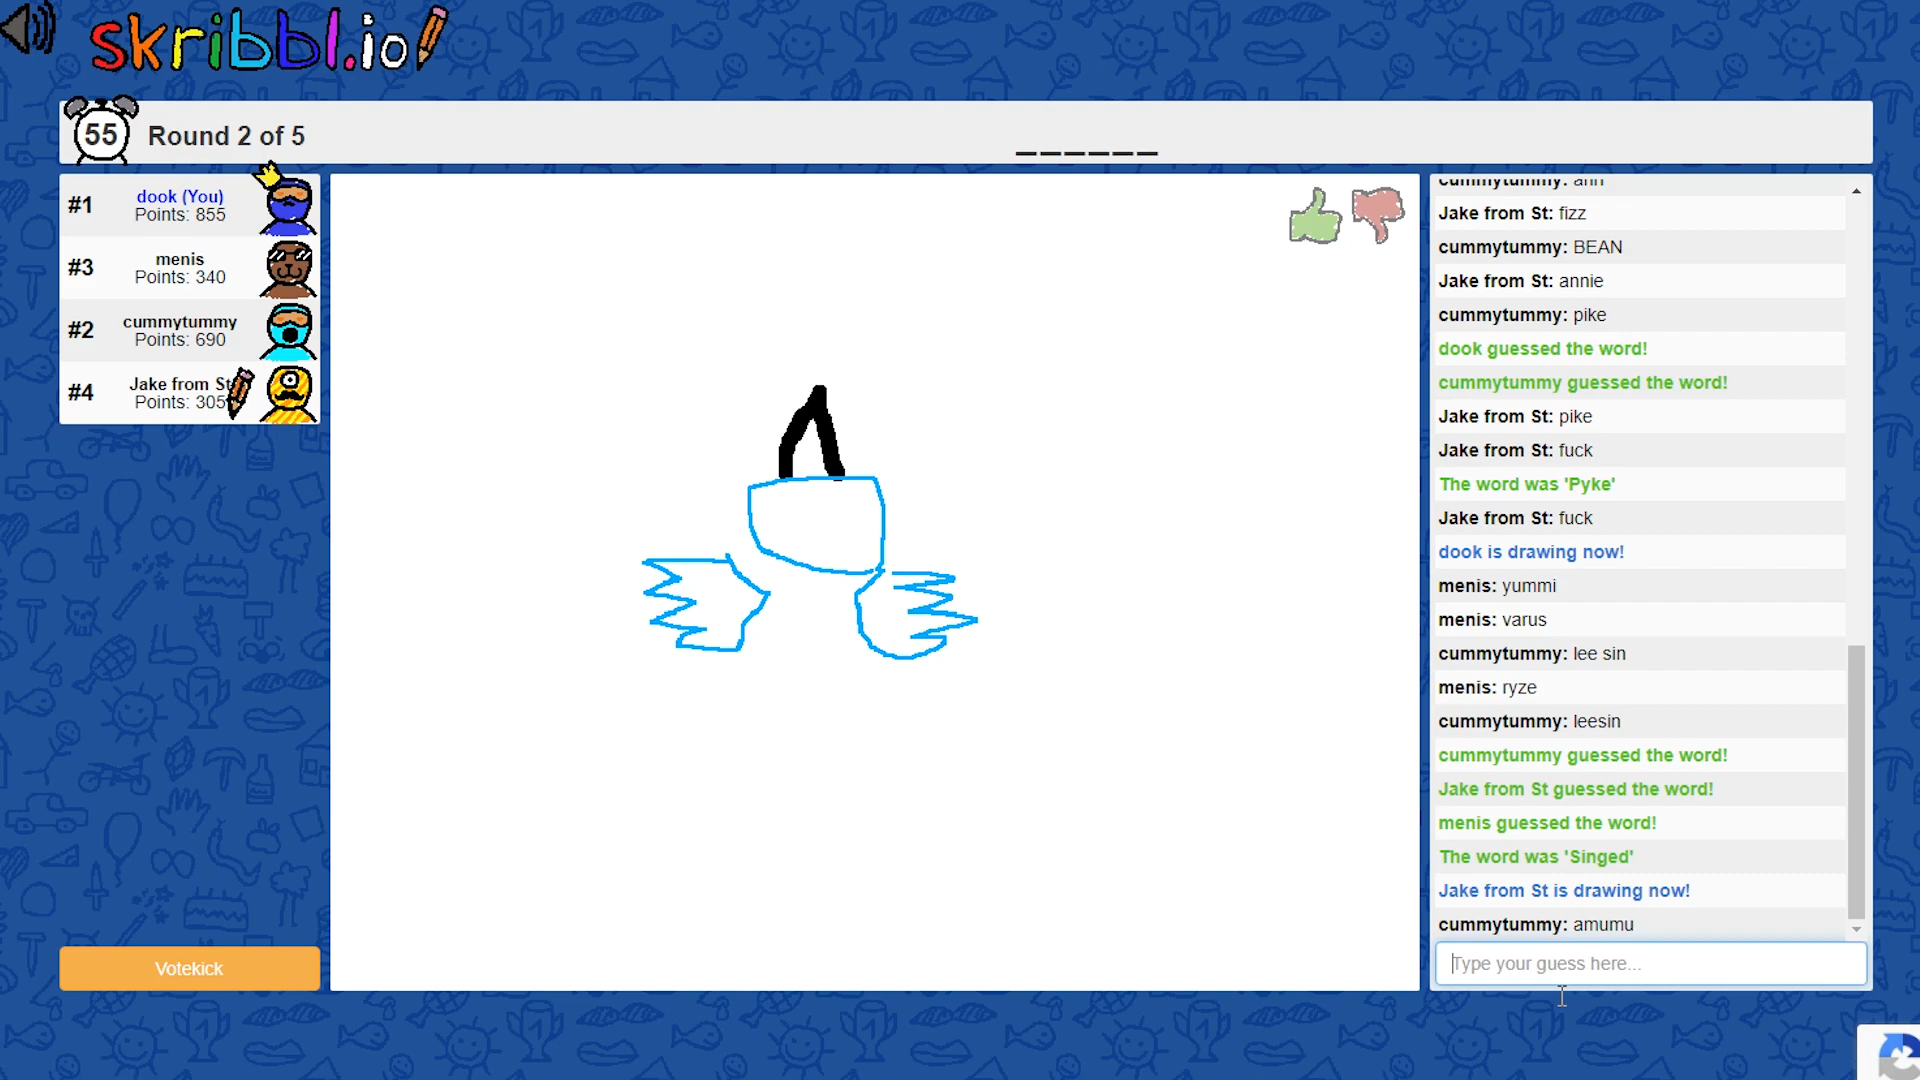 skribbl.io
55
Round 2 of 5
______
#1
dook (You)
Points: 855
#3
menis
Points: 340
#2
cummytummy
Points: 690
#4
Jake from St
Points: 305
Votekick
cummytummy: ann
Jake from St: fizz
cummytummy: BEAN
Jake from St: annie
cummytummy: pike
dook guessed the word!
cummytummy guessed the word!
Jake from St: pike
Jake from St: fuck
The word was 'Pyke'
Jake from St: fuck
dook is drawing now!
menis: yummi
menis: varus
cummytummy: lee sin
menis: ryze
cummytummy: leesin
cummytummy guessed the word!
Jake from St guessed the word!
menis guessed the word!
The word was 'Singed'
Jake from St is drawing now!
cummytummy: amumu
Type your guess here...